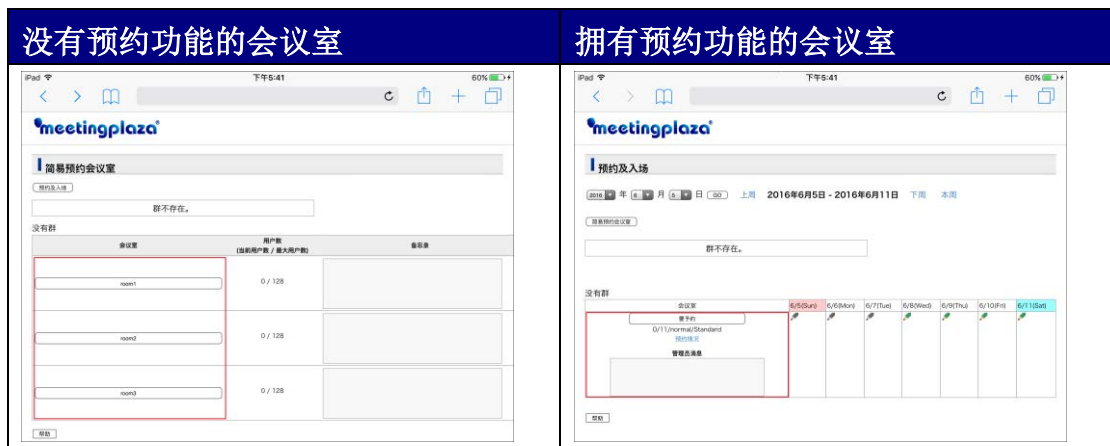 没有预约功能的会议室
iPad 下午5:41 60%
meetingplaza
简易预约会议室
预约及入场
群不存在。
没有群
会议室 用户数 备忘录
(当前用户数 / 最大用户数)
room1 0 / 128
room2 0 / 128
room3 0 / 128
帮助
拥有预约功能的会议室
iPad 下午5:41 60%
meetingplaza
预约及入场
2016 年 6 月 5 日 GO 上周 2016年6月5日 - 2016年6月11日 下周 本周
简易预约会议室
群不存在。
没有群
会议室 6/5(Sun) 6/6(Mon) 6/7(Tue) 6/8(Wed) 6/9(Thu) 6/10(Fri) 6/11(Sat)
要予约
0/11/normal/Standard
预约情况
管理员消息
帮助